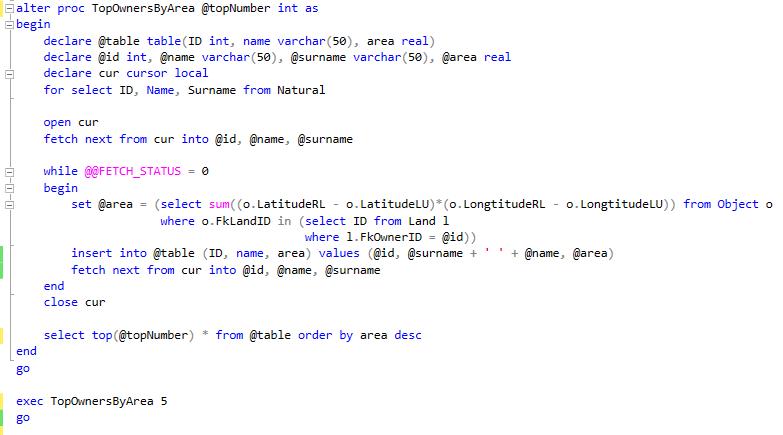 alter proc TopOwnersByArea @topNumber int as
begin
declare @table table(ID int, name varchar(50), area real)
declare @id int, @name varchar(50), @surname varchar(50), @area real
declare cur cursor local
for select ID, Name, Surname from Natural
open cur
fetch next from cur into @id, @name, @surname
while @@FETCH_STATUS = 0
begin
set @area = (select sum((o.LatitudeRL - o.LatitudeLU)*(o.LongtitudeRL - o.LongtitudeLU)) from Object o
where o.FkLandID in (select ID from Land l
where l.FkOwnerID = @id))
insert into @table (ID, name, area) values (@id, @surname + ' ' + @name, @area)
fetch next from cur into @id, @name, @surname
end
close cur
select top(@topNumber) * from @table order by area desc
end
go
exec TopOwnersByArea 5
go